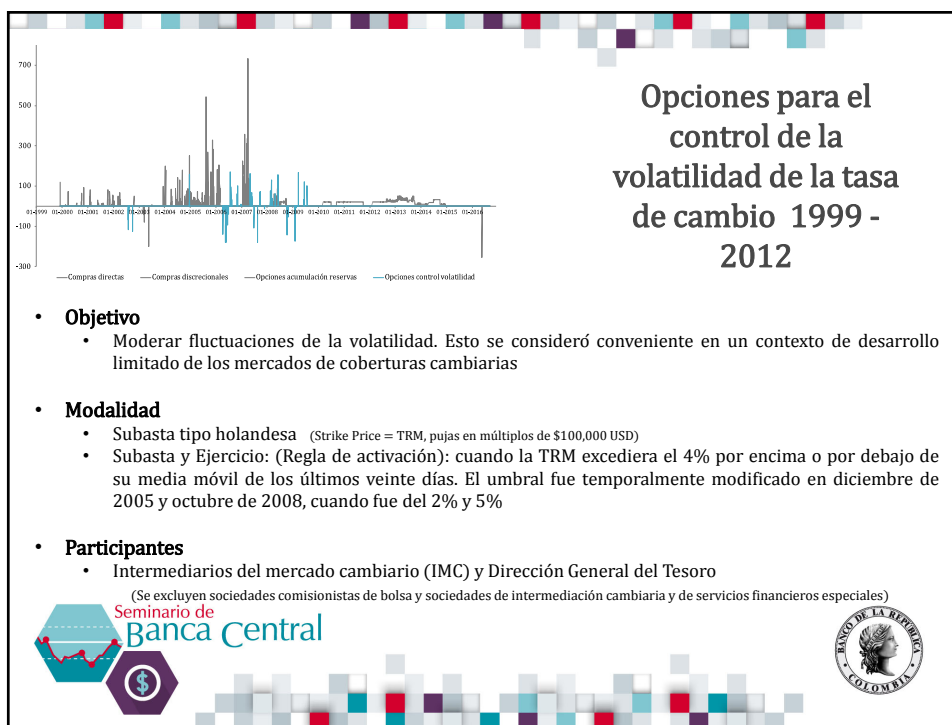 700
500
300
100
-100
-300
01-1999 01-2000 01-2001 01-2002 01-2003 01-2004 01-2005 01-2006 01-2007 01-2008 01-2009 01-2010 01-2011 01-2012 01-2013 01-2014 01-2015 01-2016
Compras directas Compras discrecionales Opciones acumulación reservas Opciones control volatilidad
Opciones para el
control de la
volatilidad de la tasa
de cambio 1999 -
2012
• Objetivo
• Moderar fluctuaciones de la volatilidad. Esto se consideró conveniente en un contexto de desarrollo
limitado de los mercados de coberturas cambiarias
• Modalidad
• Subasta tipo holandesa (Strike Price = TRM, pujas en múltiplos de $100,000 USD)
• Subasta y Ejercicio: (Regla de activación): cuando la TRM excediera el 4% por encima o por debajo de
su media móvil de los últimos veinte días. El umbral fue temporalmente modificado en diciembre de
2005 y octubre de 2008, cuando fue del 2% y 5%
• Participantes
• Intermediarios del mercado cambiario (IMC) y Dirección General del Tesoro
(Se excluyen sociedades comisionistas de bolsa y sociedades de intermediación cambiaria y de servicios financieros especiales)
Seminario de
Banca Central
$
BANCO DE LA REPÚBLICA
COLOMBIA